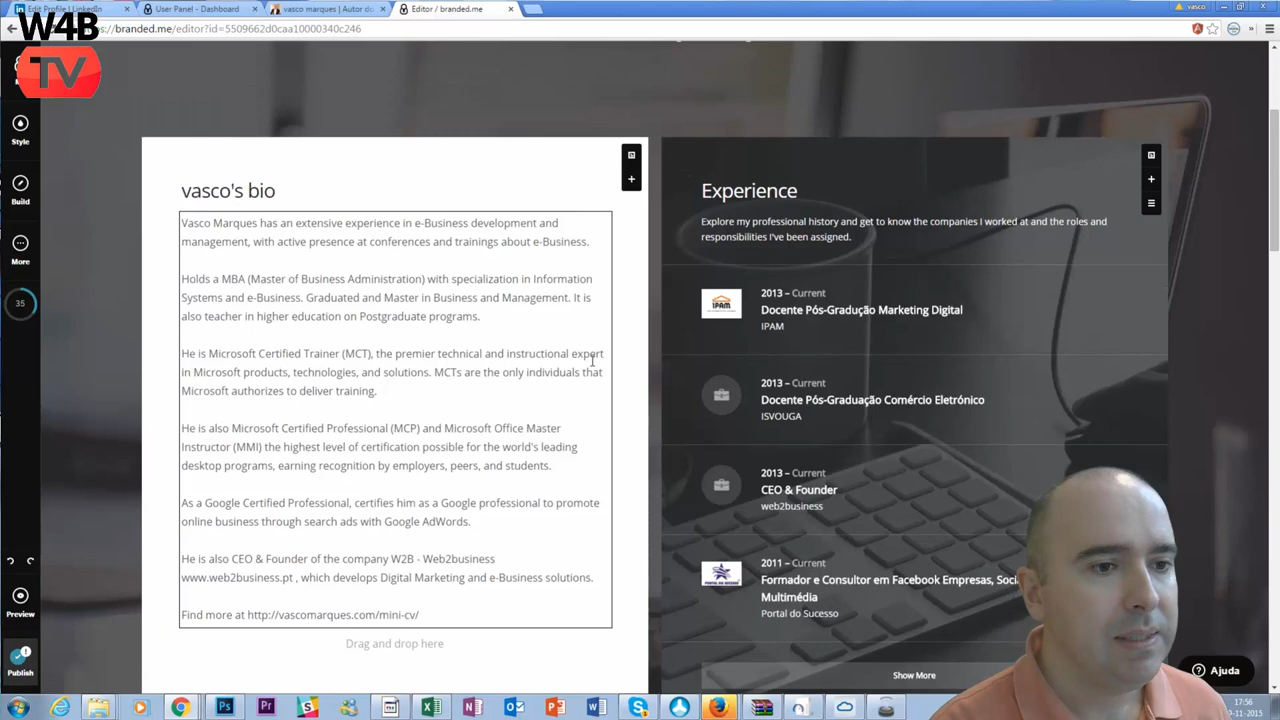 Edit Profile | LinkedIn
User Panel - Dashboard
vasco marques | Autor do
Editor / branded.me
vasco
W4B
TV
://branded.me/editor?id=5509662d0caa10000340c246
Style
Build
More
35
Preview
Publish
vasco's bio
Vasco Marques has an extensive experience in e-Business development and
management, with active presence at conferences and trainings about e-Business.
Holds a MBA (Master of Business Administration) with specialization in Information
Systems and e-Business. Graduated and Master in Business and Management. It is
also teacher in higher education on Postgraduate programs.
He is Microsoft Certified Trainer (MCT), the premier technical and instructional expert
in Microsoft products, technologies, and solutions. MCTs are the only individuals that
Microsoft authorizes to deliver training.
He is also Microsoft Certified Professional (MCP) and Microsoft Office Master
Instructor (MMI) the highest level of certification possible for the world's leading
desktop programs, earning recognition by employers, peers, and students.
As a Google Certified Professional, certifies him as a Google professional to promote
online business through search ads with Google AdWords.
He is also CEO & Founder of the company W2B - Web2business
www.web2business.pt , which develops Digital Marketing and e-Business solutions.
Find more at http://vascomarques.com/mini-cv/
Drag and drop here
Experience
Explore my professional history and get to know the companies I worked at and the roles and
responsibilities I've been assigned.
IPAM
2013 – Current
Docente Pós-Gradução Marketing Digital
IPAM
2013 – Current
Docente Pós-Graduação Comércio Eletrónico
ISVOUGA
2013 – Current
CEO & Founder
web2business
PORTAL DO SUCESSO
2011 – Current
Formador e Consultor em Facebook Empresas, Soci
Multimédia
Portal do Sucesso
Show More
Ajuda
17:56
-11-2015